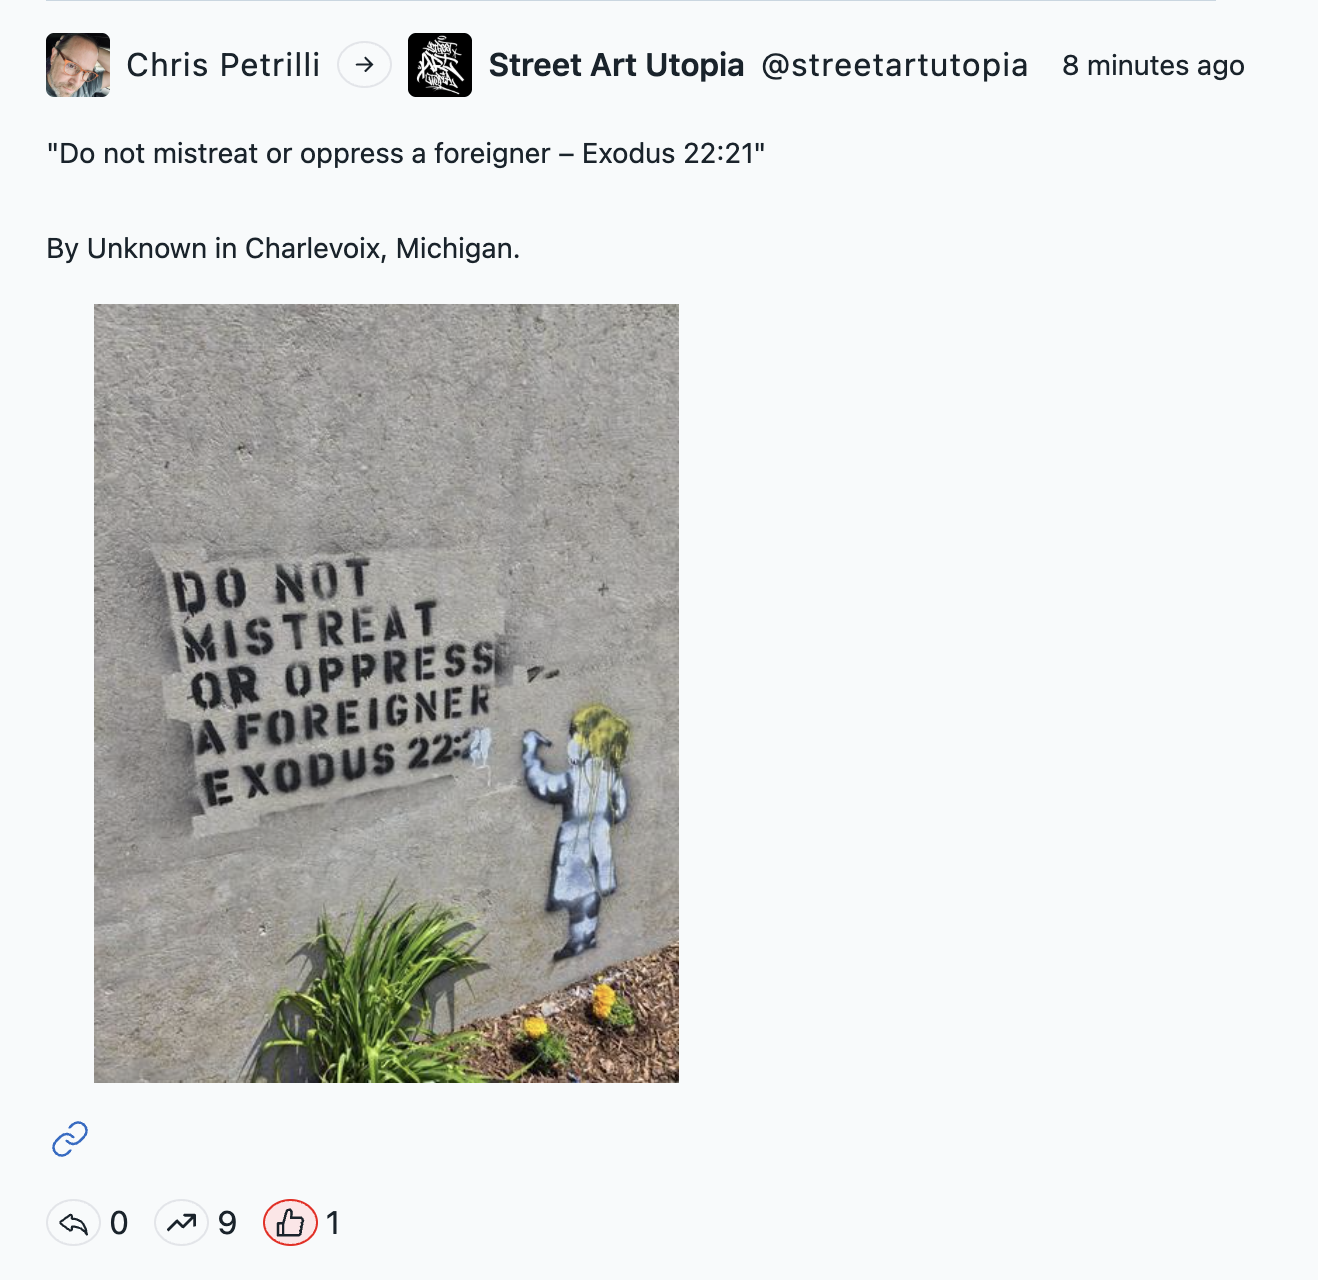 Chris Petrilli → Street Art Utopia @streetartutopia 8 minutes ago
"Do not mistreat or oppress a foreigner – Exodus 22:21"
By Unknown in Charlevoix, Michigan.
DO NOT
MISTREAT
OR OPPRESS
A FOREIGNER
EXODUS 22:2
0 9 1